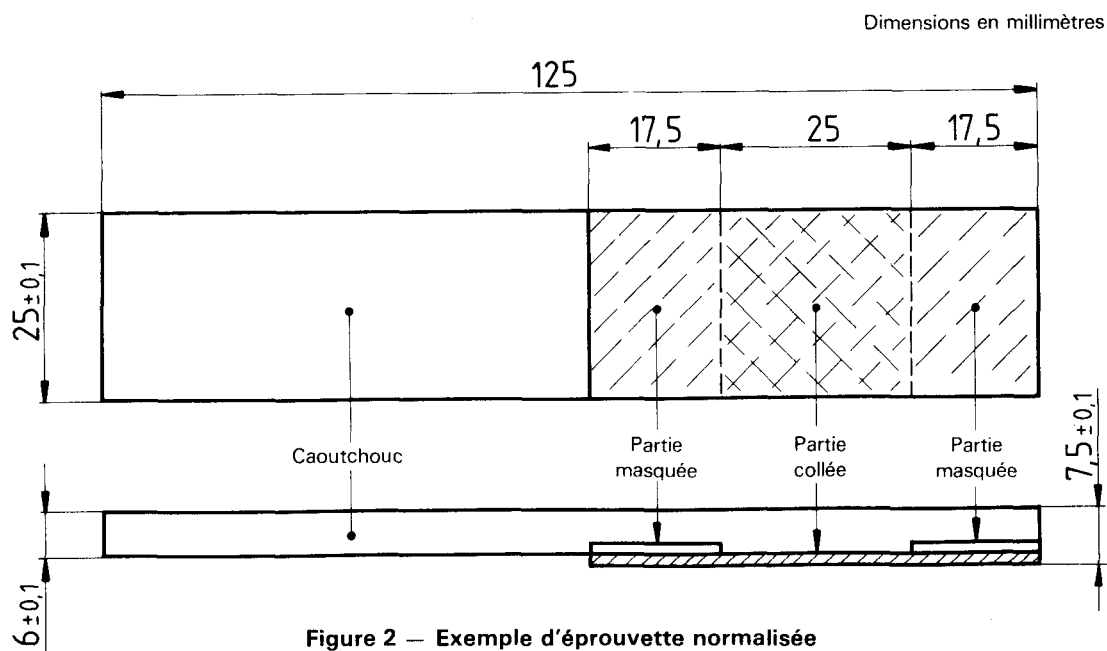 Dimensions en millimètres
125
17,5 25 17,5
25±0,1
Caoutchouc
Partie masquée
Partie collée
Partie masquée
7,5±0,1
6±0,1
Figure 2 — Exemple d'éprouvette normalisée